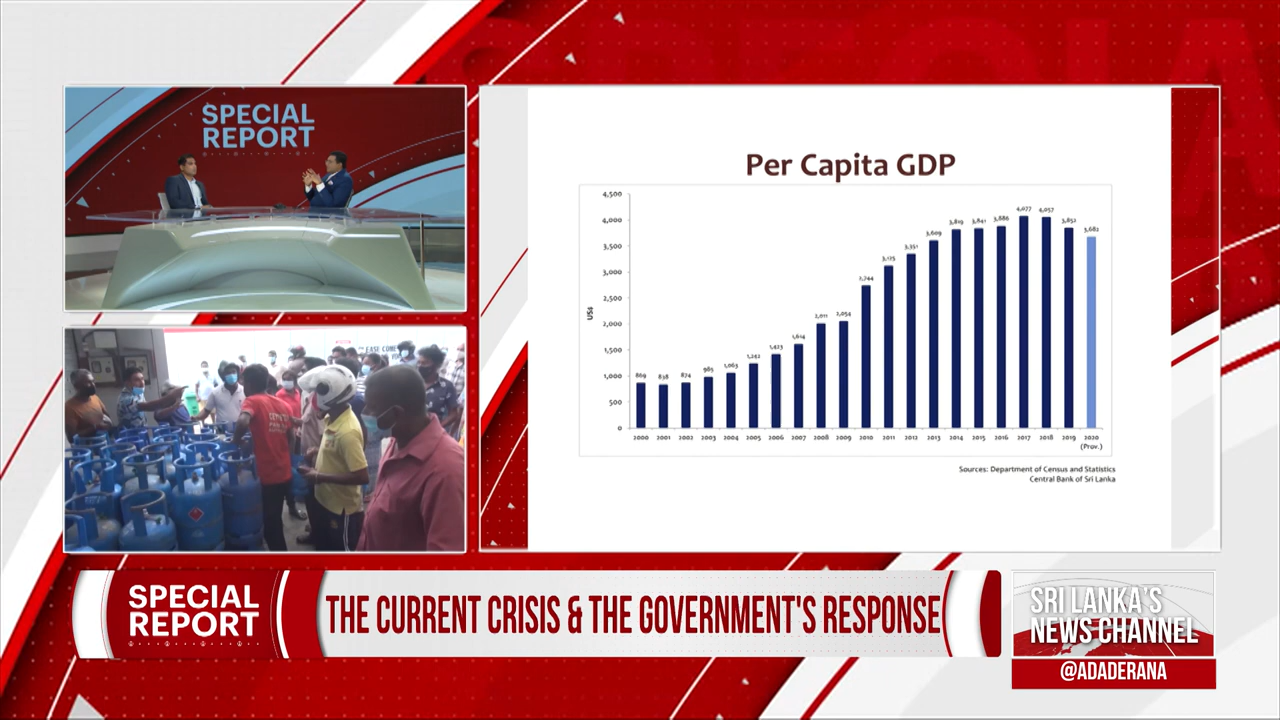 SPECIAL
REPORT
Per Capita GDP
4,500
4,000
3,500
3,000
2,500
2,000
1,500
1,000
500
0
US$
869
838
874
985
1,063
1,242
1,423
1,614
2,011
2,054
2,744
3,125
3,351
3,609
3,819
3,841
3,886
4,077
4,057
3,852
3,682
2000 2001 2002 2003 2004 2005 2006 2007 2008 2009 2010 2011 2012 2013 2014 2015 2016 2017 2018 2019 2020
(Prov.)
Sources: Department of Census and Statistics
Central Bank of Sri Lanka
SPECIAL
REPORT
THE CURRENT CRISIS & THE GOVERNMENT'S RESPONSE
SRI LANKA'S
NEWS CHANNEL
@ADADERANA